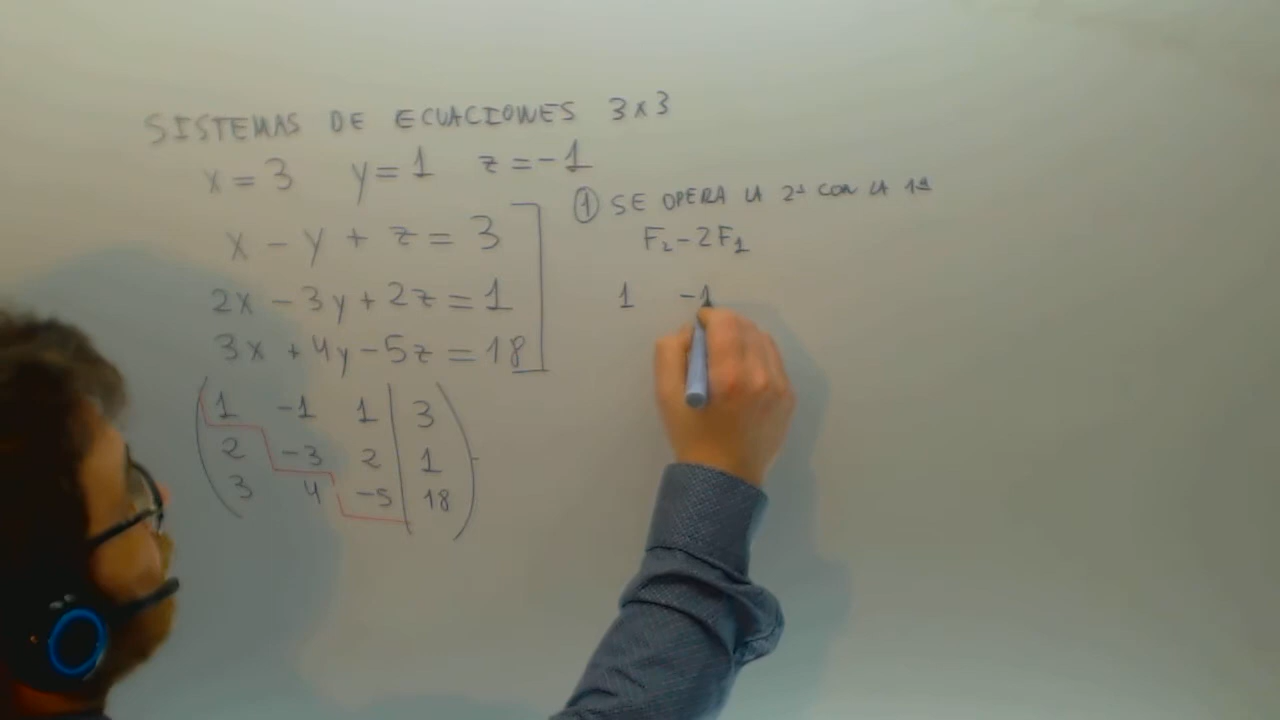 SISTEMAS DE ECUACIONES 3x3
x = 3 y = 1 z = -1
① SE OPERA LA 2ª CON LA 1ª
F₂ - 2F₁
x - y + z = 3
2x - 3y + 2z = 1
3x + 4y - 5z = 18
1 -1
1 -1 1 | 3
2 -3 2 | 1
3 4 -5 | 18